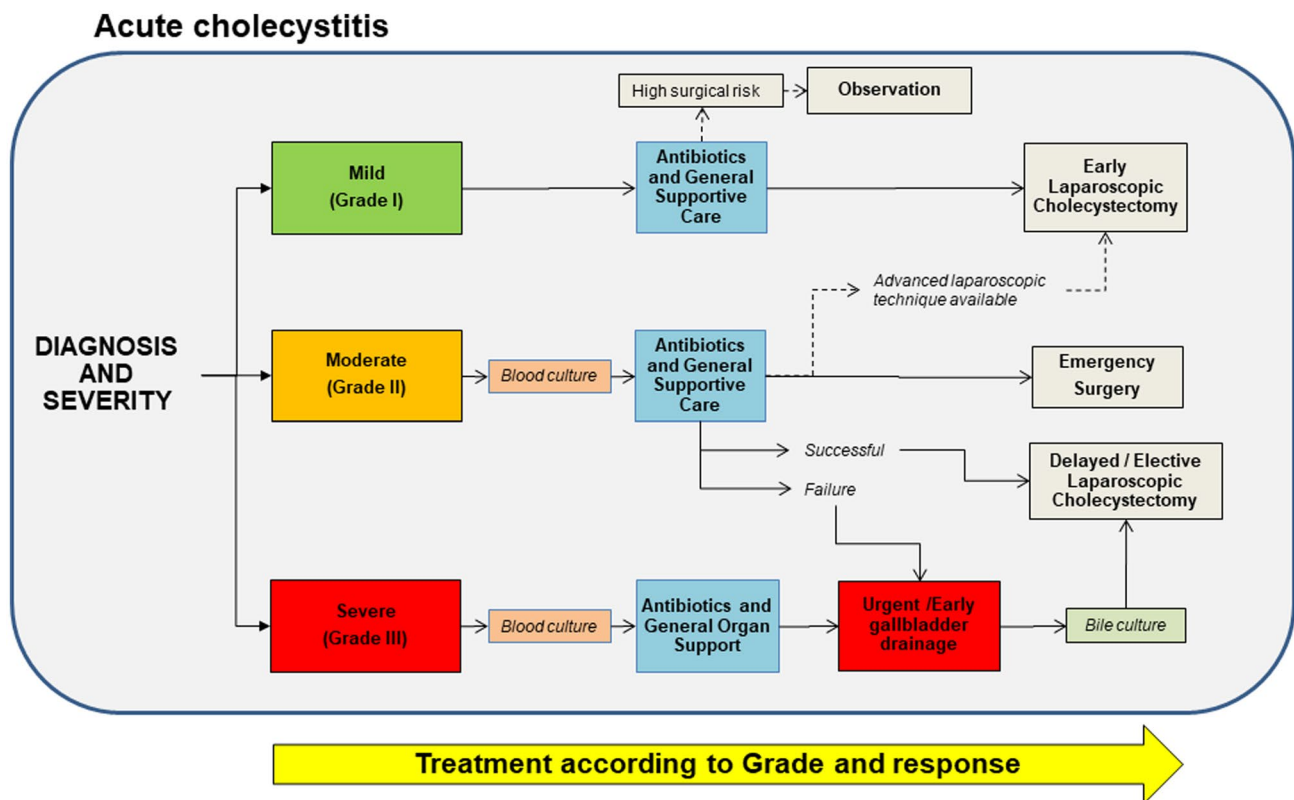 Acute cholecystitis
High surgical risk
Observation
Mild
(Grade I)
Antibiotics
and General
Supportive
Care
Early
Laparoscopic
Cholecystectomy
Advanced laparoscopic
technique available
DIAGNOSIS
AND
SEVERITY
Moderate
(Grade II)
Blood culture
Antibiotics
and General
Supportive
Care
Emergency
Surgery
Successful
Failure
Delayed / Elective
Laparoscopic
Cholecystectomy
Severe
(Grade III)
Blood culture
Antibiotics and
General Organ
Support
Urgent /Early
gallbladder
drainage
Bile culture
Treatment according to Grade and response